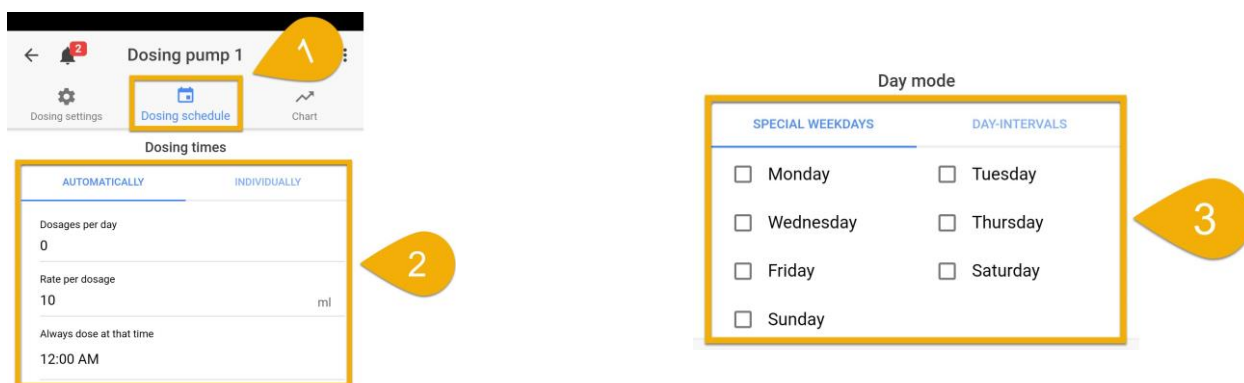 2
Dosing pump 1
1
Dosing settings
Dosing schedule
Chart
Dosing times
AUTOMATICALLY
INDIVIDUALLY
Dosages per day
0
Rate per dosage
10 ml
Always dose at that time
12:00 AM
2
Day mode
SPECIAL WEEKDAYS
DAY-INTERVALS
Monday
Tuesday
Wednesday
Thursday
Friday
Saturday
Sunday
3